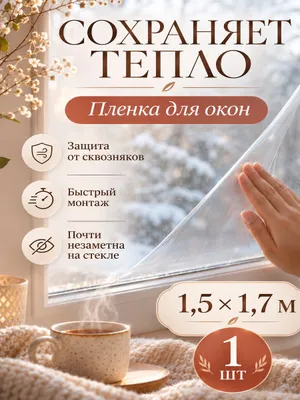 СОХРАНЯЕТ
ТЕПЛО
Пленка для окон
Защита
от сквозняков
Быстрый
монтаж
Почти
незаметна
на стекле
1,5 × 1,7 м
1
ШТ